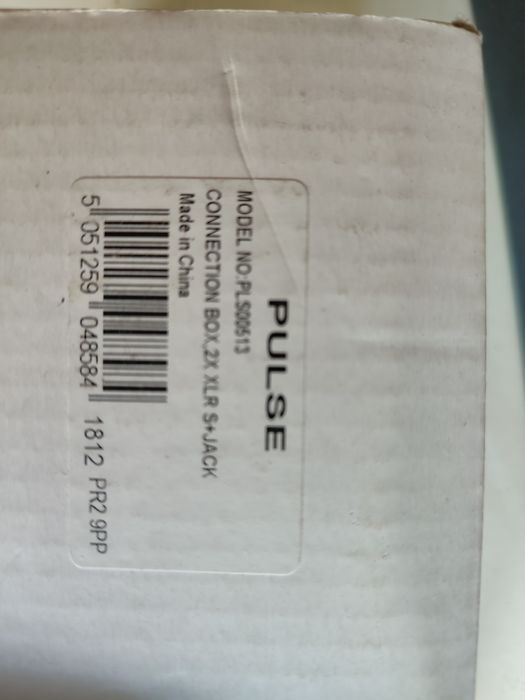 PULSE
MODEL NO:PLS00513
CONNECTION BOX,2X XLR S+JACK
Made in China
5 051259 048584 1812 PR2 9PP